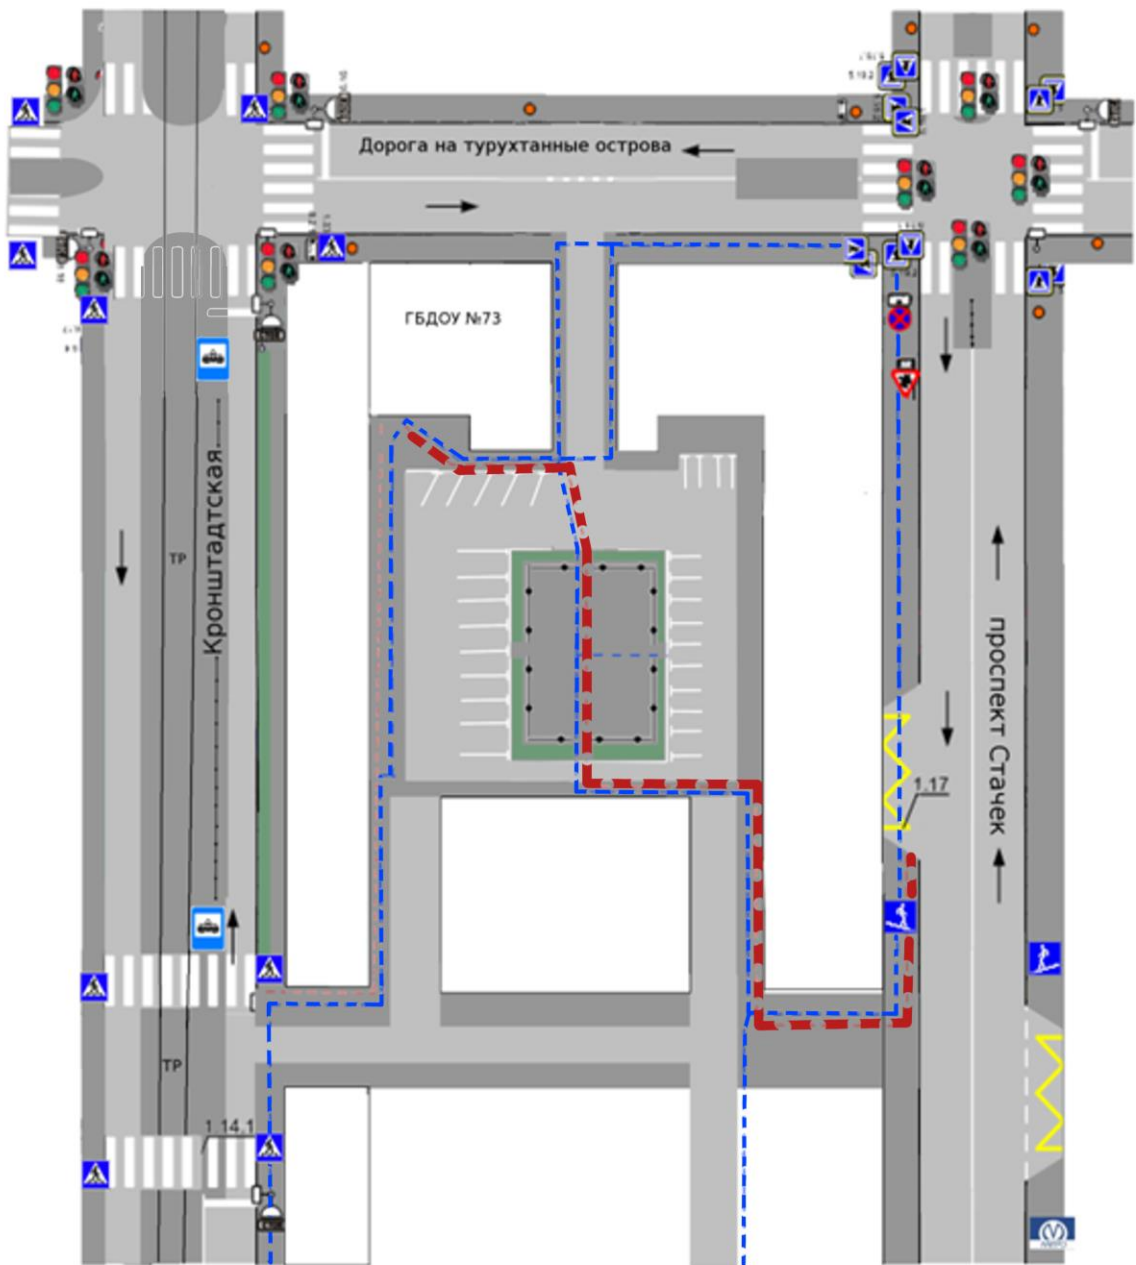 Дорога на турухтанные острова
ГБДОУ №73
Кронштадтская
ТР
проспект Стачек
1.17
ТР
1.14.1